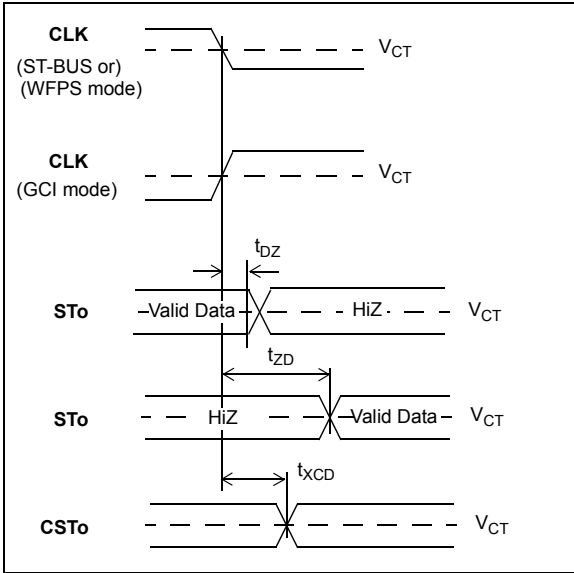 CLK
(ST-BUS or)
(WFPS mode)
V_CT
CLK
(GCI mode)
V_CT
t_DZ
STo
Valid Data
HiZ
V_CT
t_ZD
STo
HiZ
Valid Data
V_CT
t_XCD
CSTo
V_CT